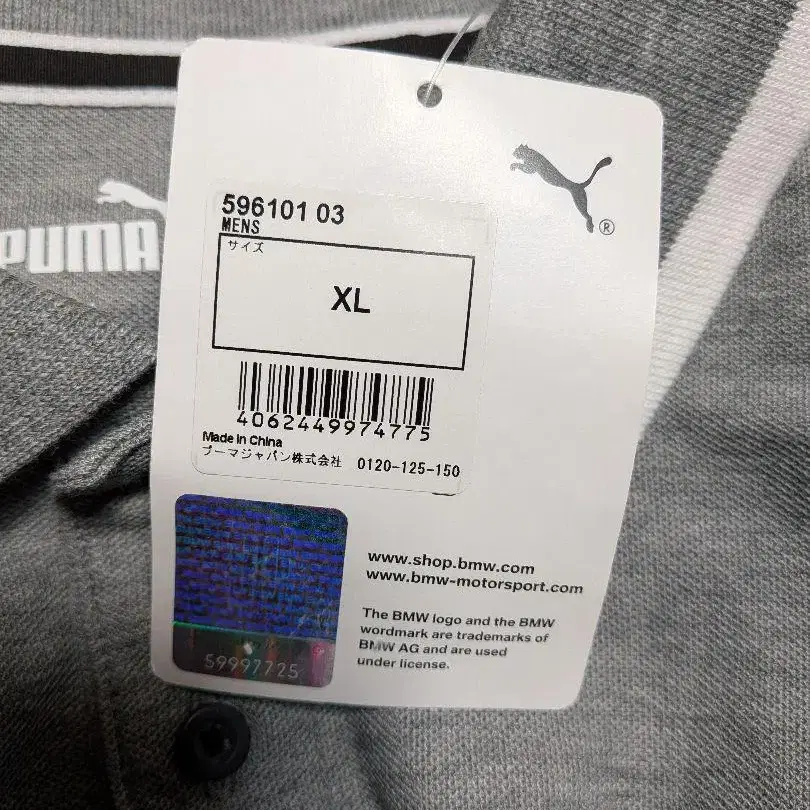 PUMA
®
596101 03
MENS
サイズ
XL
4062449974775
Made in China
プーマジャパン株式会社 0120-125-150
59997725
www.shop.bmw.com
www.bmw-motorsport.com
The BMW logo and the BMW
wordmark are trademarks of
BMW AG and are used
under license.